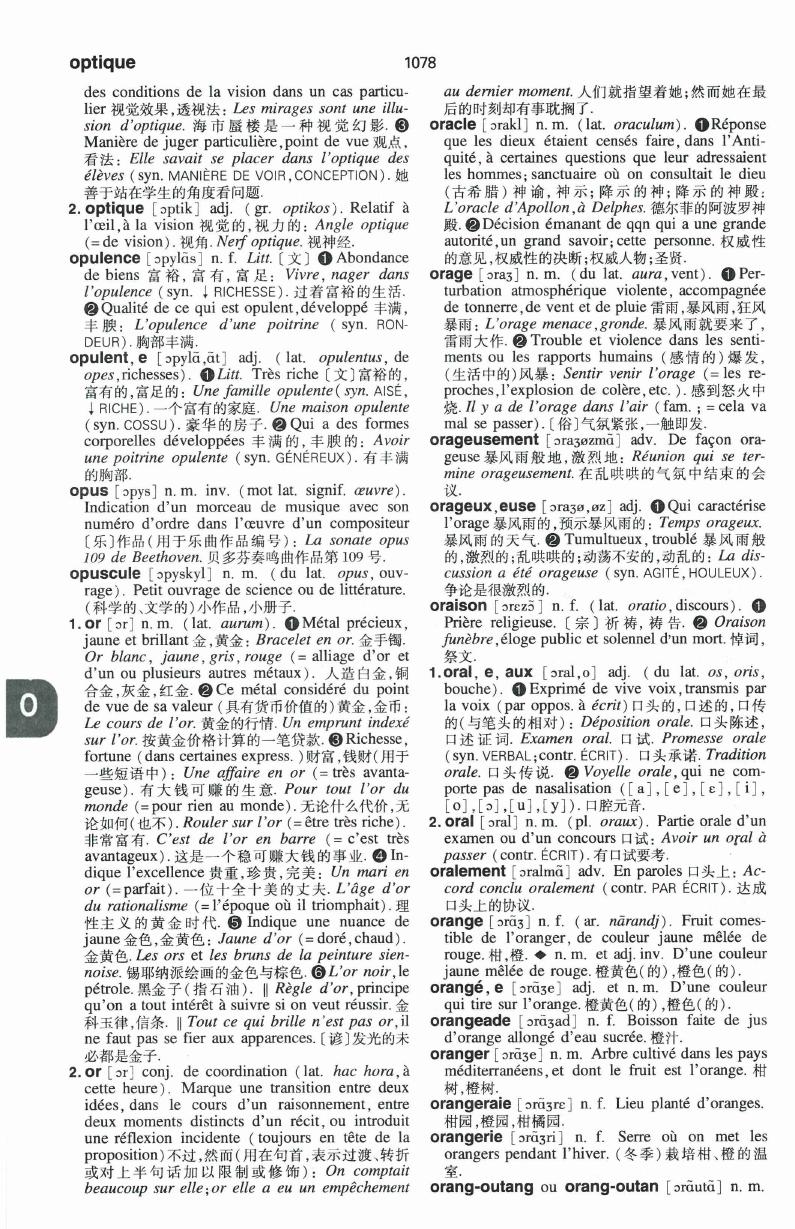 optique
1078
des conditions de la vision dans un cas particu-
lier 视觉效果,透视法: Les mirages sont une illu-
sion d'optique. 海市蜃楼是一种视觉幻影. ❸
Manière de juger particulière,point de vue 观点,
看法: Elle savait se placer dans l'optique des
élèves (syn. MANIÈRE DE VOIR,CONCEPTION). 她
善于站在学生的角度看问题.
2. optique [ɔptik] adj. (gr. optikos). Relatif à
l'œil,à la vision 视觉的,视力的: Angle optique
(=de vision). 视角. Nerf optique. 视神经.
opulence [ɔpylɑ̃s] n. f. Litt. [文] ❶Abondance
de biens 富裕,富有,富足: Vivre, nager dans
l'opulence (syn. ↓RICHESSE). 过着富裕的生活.
❷Qualité de ce qui est opulent,développé 丰满,
丰腴: L'opulence d'une poitrine (syn. RON-
DEUR). 胸部丰满.
opulent, e [ɔpylɑ̃,ɑ̃t] adj. (lat. opulentus, de
opes,richesses). ❶Litt. Très riche [文]富裕的,
富有的,富足的: Une famille opulente(syn. AISÉ,
↓RICHE). 一个富有的家庭. Une maison opulente
(syn. COSSU). 豪华的房子. ❷Qui a des formes
corporelles développées 丰满的,丰腴的: Avoir
une poitrine opulente (syn. GÉNÉREUX). 有丰满
的胸部.
opus [ɔpys] n. m. inv. (mot lat. signif. œuvre).
Indication d'un morceau de musique avec son
numéro d'ordre dans l'œuvre d'un compositeur
[乐]作品(用于乐曲作品编号): La sonate opus
109 de Beethoven. 贝多芬奏鸣曲作品第109号.
opuscule [ɔpyskyl] n. m. (du lat. opus, ouv-
rage). Petit ouvrage de science ou de littérature.
(科学的、文学的)小作品,小册子.
1. or [ɔr] n. m. (lat. aurum). ❶Métal précieux,
jaune et brillant 金,黄金: Bracelet en or. 金手镯.
Or blanc, jaune, gris, rouge (= alliage d'or et
d'un ou plusieurs autres métaux). 人造白金,铜
合金,灰金,红金. ❷Ce métal considéré du point
de vue de sa valeur (具有货币价值的)黄金,金币:
Le cours de l'or. 黄金的行情. Un emprunt indexé
sur l'or. 按黄金价格计算的一笔贷款. ❸Richesse,
fortune (dans certaines express.)财富,钱财(用于
一些短语中): Une affaire en or (= très avanta-
geuse). 有大钱可赚的生意. Pour tout l'or du
monde (=pour rien au monde). 无论什么代价,无
论如何(也不). Rouler sur l'or (=être très riche).
非常富有. C'est de l'or en barre (= c'est très
avantageux). 这是一个稳可赚大钱的事业. ❹In-
dique l'excellence 贵重,珍贵,完美: Un mari en
or (=parfait). 一位十全十美的丈夫. L'âge d'or
du rationalisme (=l'époque où il triomphait). 理
性主义的黄金时代. ❺ Indique une nuance de
jaune 金色,金黄色: Jaune d'or (=doré,chaud).
金黄色. Les ors et les bruns de la peinture sien-
noise. 锡耶纳派绘画的金色与棕色. ❻L'or noir,le
pétrole. 黑金子(指石油). ‖ Règle d'or, principe
qu'on a tout intérêt à suivre si on veut réussir. 金
科玉律,信条. ‖ Tout ce qui brille n'est pas or,il
ne faut pas se fier aux apparences. [谚]发光的未
必都是金子.
2. or [ɔr] conj. de coordination (lat. hac hora, à
cette heure). Marque une transition entre deux
idées, dans le cours d'un raisonnement, entre
deux moments distincts d'un récit, ou introduit
une réflexion incidente (toujours en tête de la
proposition)不过,然而(用在句首,表示过渡、转折
或对上半句话加以限制或修饰): On comptait
beaucoup sur elle;or elle a eu un empêchement
O
au dernier moment. 人们就指望着她;然而她在最
后的时刻却有事耽搁了.
oracle [ɔrakl] n. m. (lat. oraculum). ❶Réponse
que les dieux étaient censés faire, dans l'Anti-
quité, à certaines questions que leur adressaient
les hommes; sanctuaire où on consultait le dieu
(古希腊)神谕,神示;降示的神;降示的神殿:
L'oracle d'Apollon,à Delphes. 德尔菲的阿波罗神
殿. ❷Décision émanant de qqn qui a une grande
autorité,un grand savoir; cette personne. 权威性
的意见,权威性的决断;权威人物;圣贤.
orage [ɔraʒ] n. m. (du lat. aura,vent). ❶Per-
turbation atmosphérique violente, accompagnée
de tonnerre,de vent et de pluie 雷雨,暴风雨,狂风
暴雨: L'orage menace,gronde. 暴风雨就要来了,
雷雨大作. ❷Trouble et violence dans les senti-
ments ou les rapports humains (感情的)爆发,
(生活中的)风暴: Sentir venir l'orage (= les re-
proches,l'explosion de colère,etc.). 感到怒火中
烧. Il y a de l'orage dans l'air (fam. ; =cela va
mal se passer). [俗]气氛紧张,一触即发.
orageusement [ɔraʒøzmɑ̃] adv. De façon ora-
geuse 暴风雨般地,激烈地: Réunion qui se ter-
mine orageusement. 在乱哄哄的气氛中结束的会
议.
orageux,euse [ɔraʒø,øz] adj. ❶Qui caractérise
l'orage 暴风雨的,预示暴风雨的: Temps orageux.
暴风雨的天气. ❷ Tumultueux, troublé 暴风雨般
的,激烈的;乱哄哄的;动荡不安的,动乱的: La dis-
cussion a été orageuse (syn. AGITÉ,HOULEUX).
争论是很激烈的.
oraison [ɔrɛzɔ̃] n. f. (lat. oratio,discours). ❶
Prière religieuse. [宗]祈祷,祷告. ❷ Oraison
funèbre,éloge public et solennel d'un mort. 悼词,
祭文.
1.oral, e, aux [ɔral,o] adj. (du lat. os, oris,
bouche). ❶Exprimé de vive voix,transmis par
la voix (par oppos. à écrit)口头的,口述的,口传
的(与笔头的相对): Déposition orale. 口头陈述,
口述证词. Examen oral. 口试. Promesse orale
(syn. VERBAL;contr. ÉCRIT). 口头承诺. Tradition
orale. 口头传说. ❷ Voyelle orale, qui ne com-
porte pas de nasalisation ([a],[e],[ɛ],[i],
[o],[ɔ],[u],[y]). 口腔元音.
2. oral [ɔral] n. m. (pl. oraux). Partie orale d'un
examen ou d'un concours 口试: Avoir un oral à
passer (contr. ÉCRIT). 有口试要考.
oralement [ɔralmɑ̃] adv. En paroles 口头上: Ac-
cord conclu oralement (contr. PAR ÉCRIT). 达成
口头上的协议.
orange [ɔrɑ̃ʒ] n. f. (ar. nārandj). Fruit comes-
tible de l'oranger, de couleur jaune mêlée de
rouge. 柑,橙. ◆ n. m. et adj. inv. D'une couleur
jaune mêlée de rouge. 橙黄色(的),橙色(的).
orangé, e [ɔrɑ̃ʒe] adj. et n. m. D'une couleur
qui tire sur l'orange. 橙黄色(的),橙色(的).
orangeade [ɔrɑ̃ʒad] n. f. Boisson faite de jus
d'orange allongé d'eau sucrée. 橙汁.
oranger [ɔrɑ̃ʒe] n. m. Arbre cultivé dans les pays
méditerranéens,et dont le fruit est l'orange. 柑
树,橙树.
orangeraie [ɔrɑ̃ʒrɛ] n. f. Lieu planté d'oranges.
柑园,橙园,柑橘园.
orangerie [ɔrɑ̃ʒri] n. f. Serre où on met les
orangers pendant l'hiver. (冬季)栽培柑、橙的温
室.
orang-outang ou orang-outan [ɔrɑ̃utɑ̃] n. m.